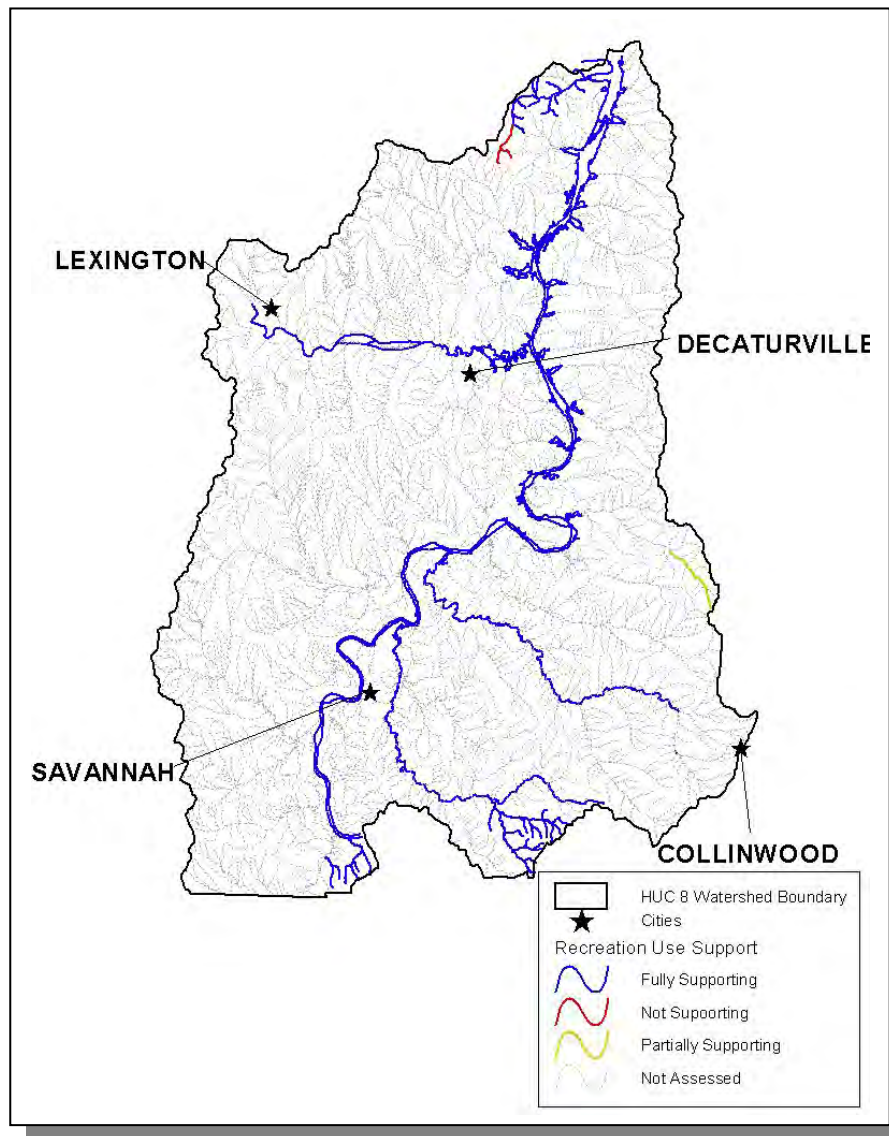 LEXINGTON
DECATURVILLE
SAVANNAH
COLLINWOOD
HUC 8 Watershed Boundary
Cities
Recreation Use Support
Fully Supporting
Not Supoorting
Partially Supporting
Not Assessed